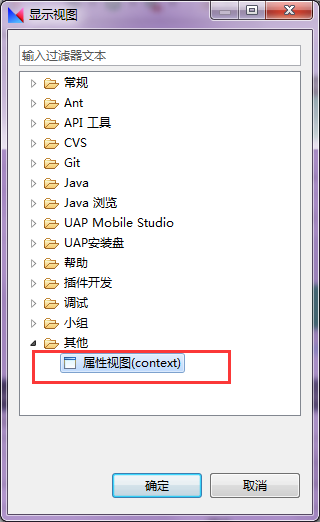 显示视图
输入过滤器文本
常规
Ant
API 工具
CVS
Git
Java
Java 浏览
UAP Mobile Studio
UAP安装盘
帮助
插件开发
调试
小组
其他
属性视图(context)
确定
取消